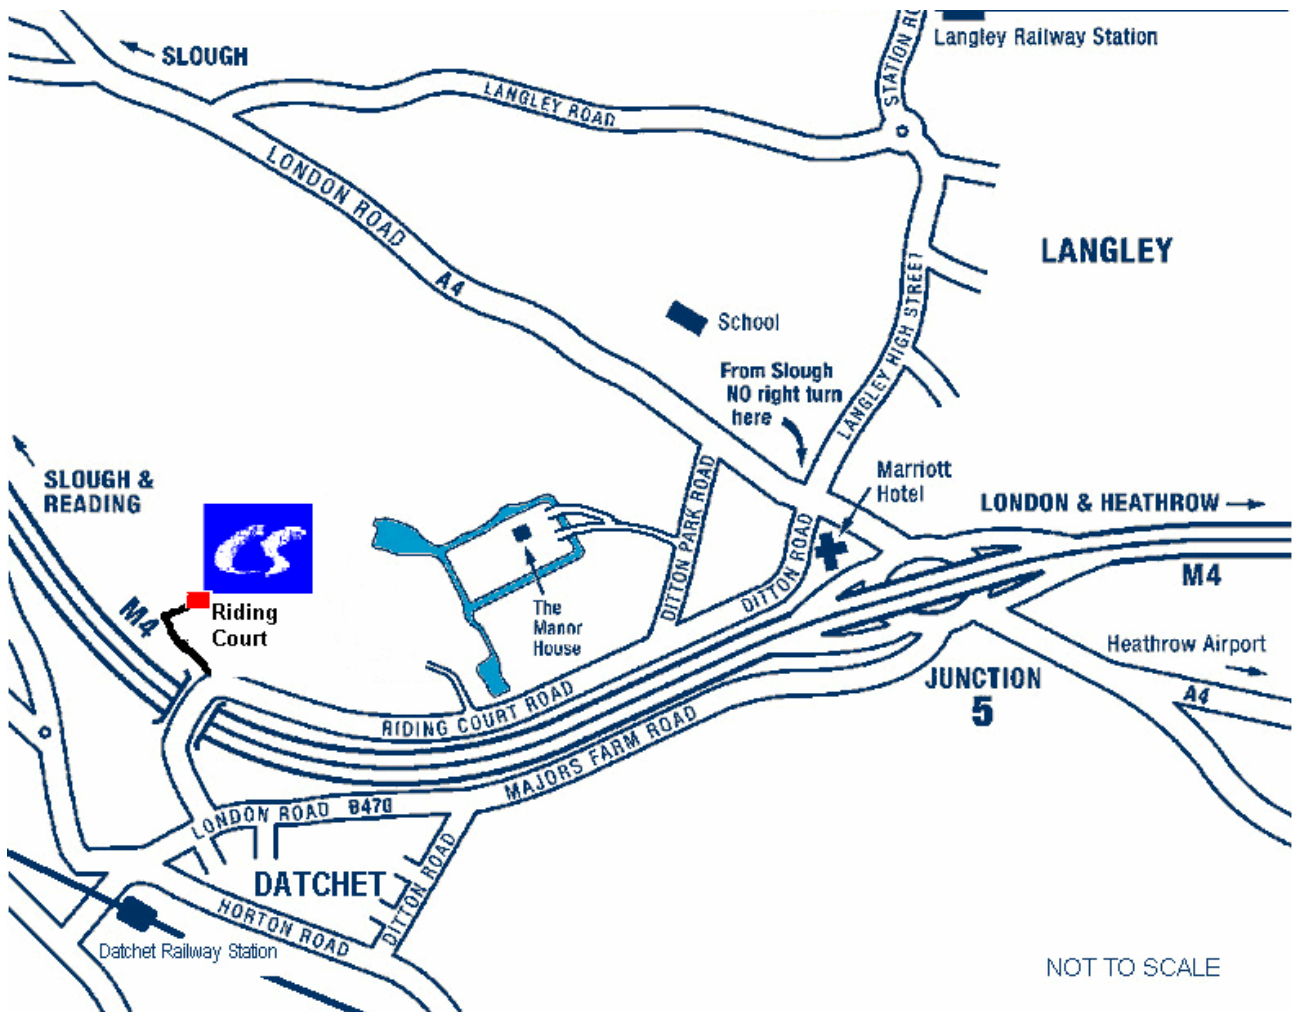 Langley Railway Station
STATION RO
SLOUGH
LANGLEY ROAD
LONDON ROAD
A4
LANGLEY
School
LANGLEY HIGH STREET
From Slough
NO right turn
here
Marriott
Hotel
SLOUGH &
READING
LONDON & HEATHROW
M4
CS
DITTON PARK ROAD
DITTON ROAD
M4
Riding
Court
The
Manor
House
Heathrow Airport
A4
JUNCTION
5
RIDING COURT ROAD
MAJORS FARM ROAD
LONDON ROAD B470
DITTON ROAD
DATCHET
HORTON ROAD
Datchet Railway Station
NOT TO SCALE